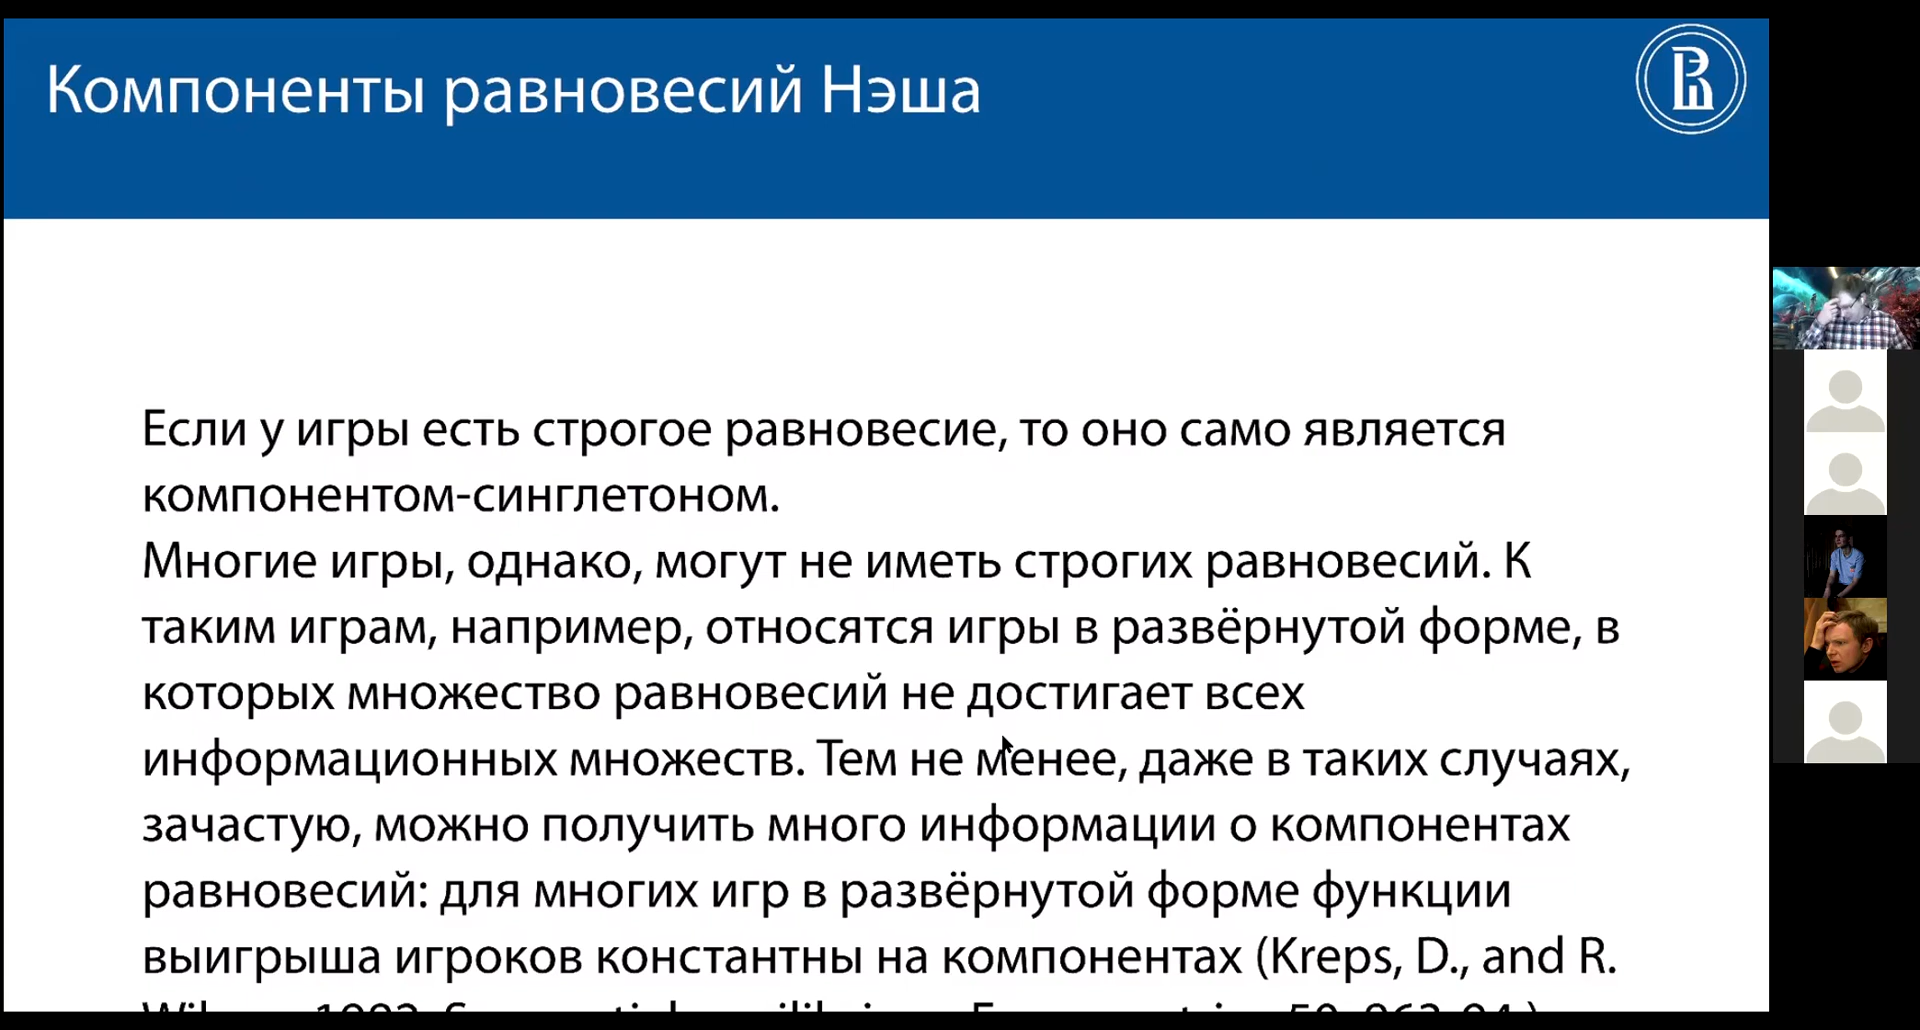 Компоненты равновесий Нэша
Если у игры есть строгое равновесие, то оно само является
компонентом-синглетоном.
Многие игры, однако, могут не иметь строгих равновесий. К
таким играм, например, относятся игры в развёрнутой форме, в
которых множество равновесий не достигает всех
информационных множеств. Тем не менее, даже в таких случаях,
зачастую, можно получить много информации о компонентах
равновесий: для многих игр в развёрнутой форме функции
выигрыша игроков константны на компонентах (Kreps, D., and R.